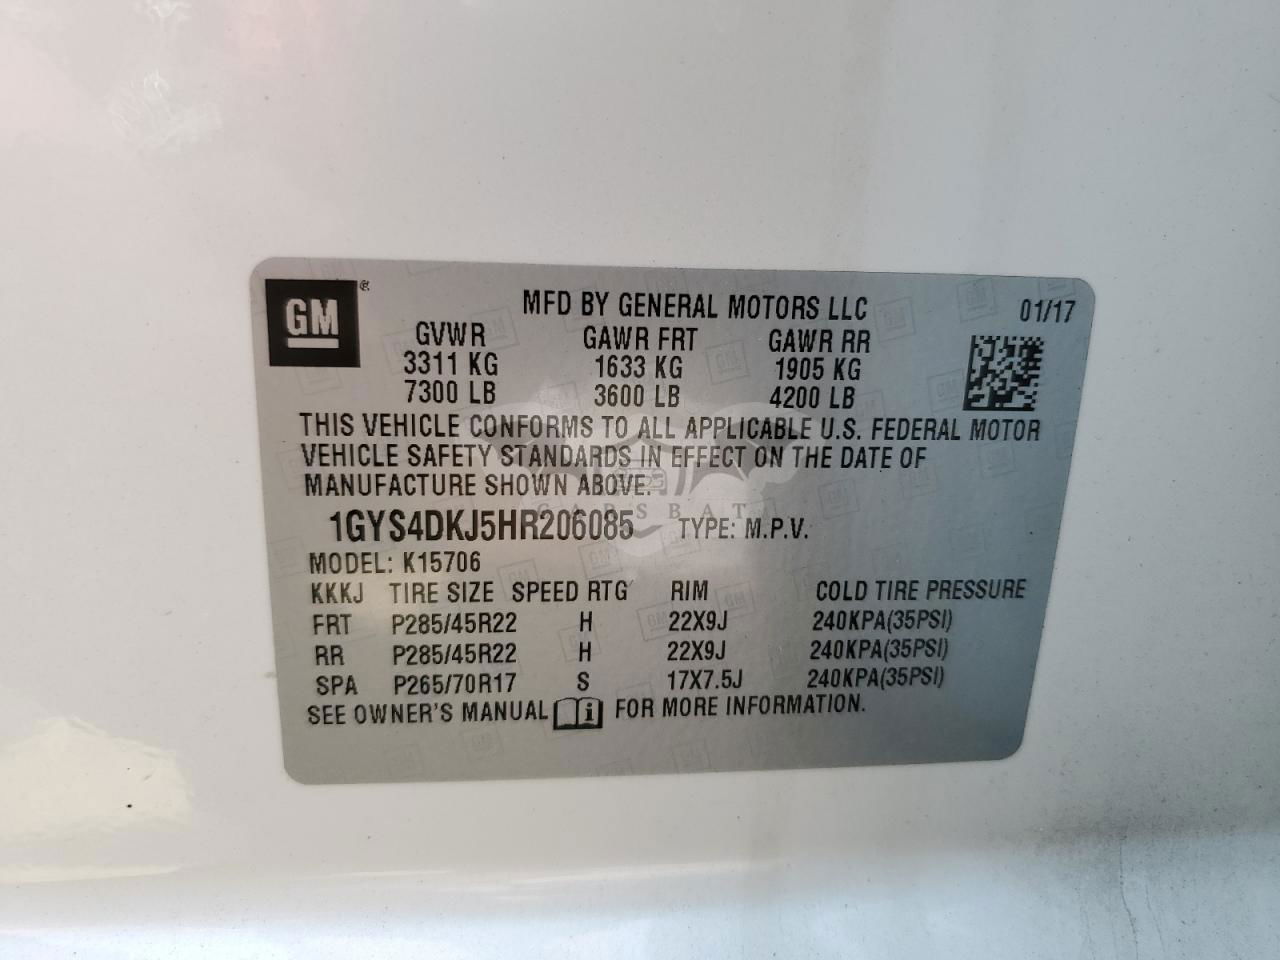 GM ®
MFD BY GENERAL MOTORS LLC 01/17
GVWR GAWR FRT GAWR RR
3311 KG 1633 KG 1905 KG
7300 LB 3600 LB 4200 LB
THIS VEHICLE CONFORMS TO ALL APPLICABLE U.S. FEDERAL MOTOR
VEHICLE SAFETY STANDARDS IN EFFECT ON THE DATE OF
MANUFACTURE SHOWN ABOVE.
CARSBAT
1GYS4DKJ5HR206085 TYPE: M.P.V.
MODEL: K15706
KKKJ TIRE SIZE SPEED RTG RIM COLD TIRE PRESSURE
FRT P285/45R22 H 22X9J 240KPA(35PSI)
RR P285/45R22 H 22X9J 240KPA(35PSI)
SPA P265/70R17 S 17X7.5J 240KPA(35PSI)
SEE OWNER'S MANUAL i FOR MORE INFORMATION.